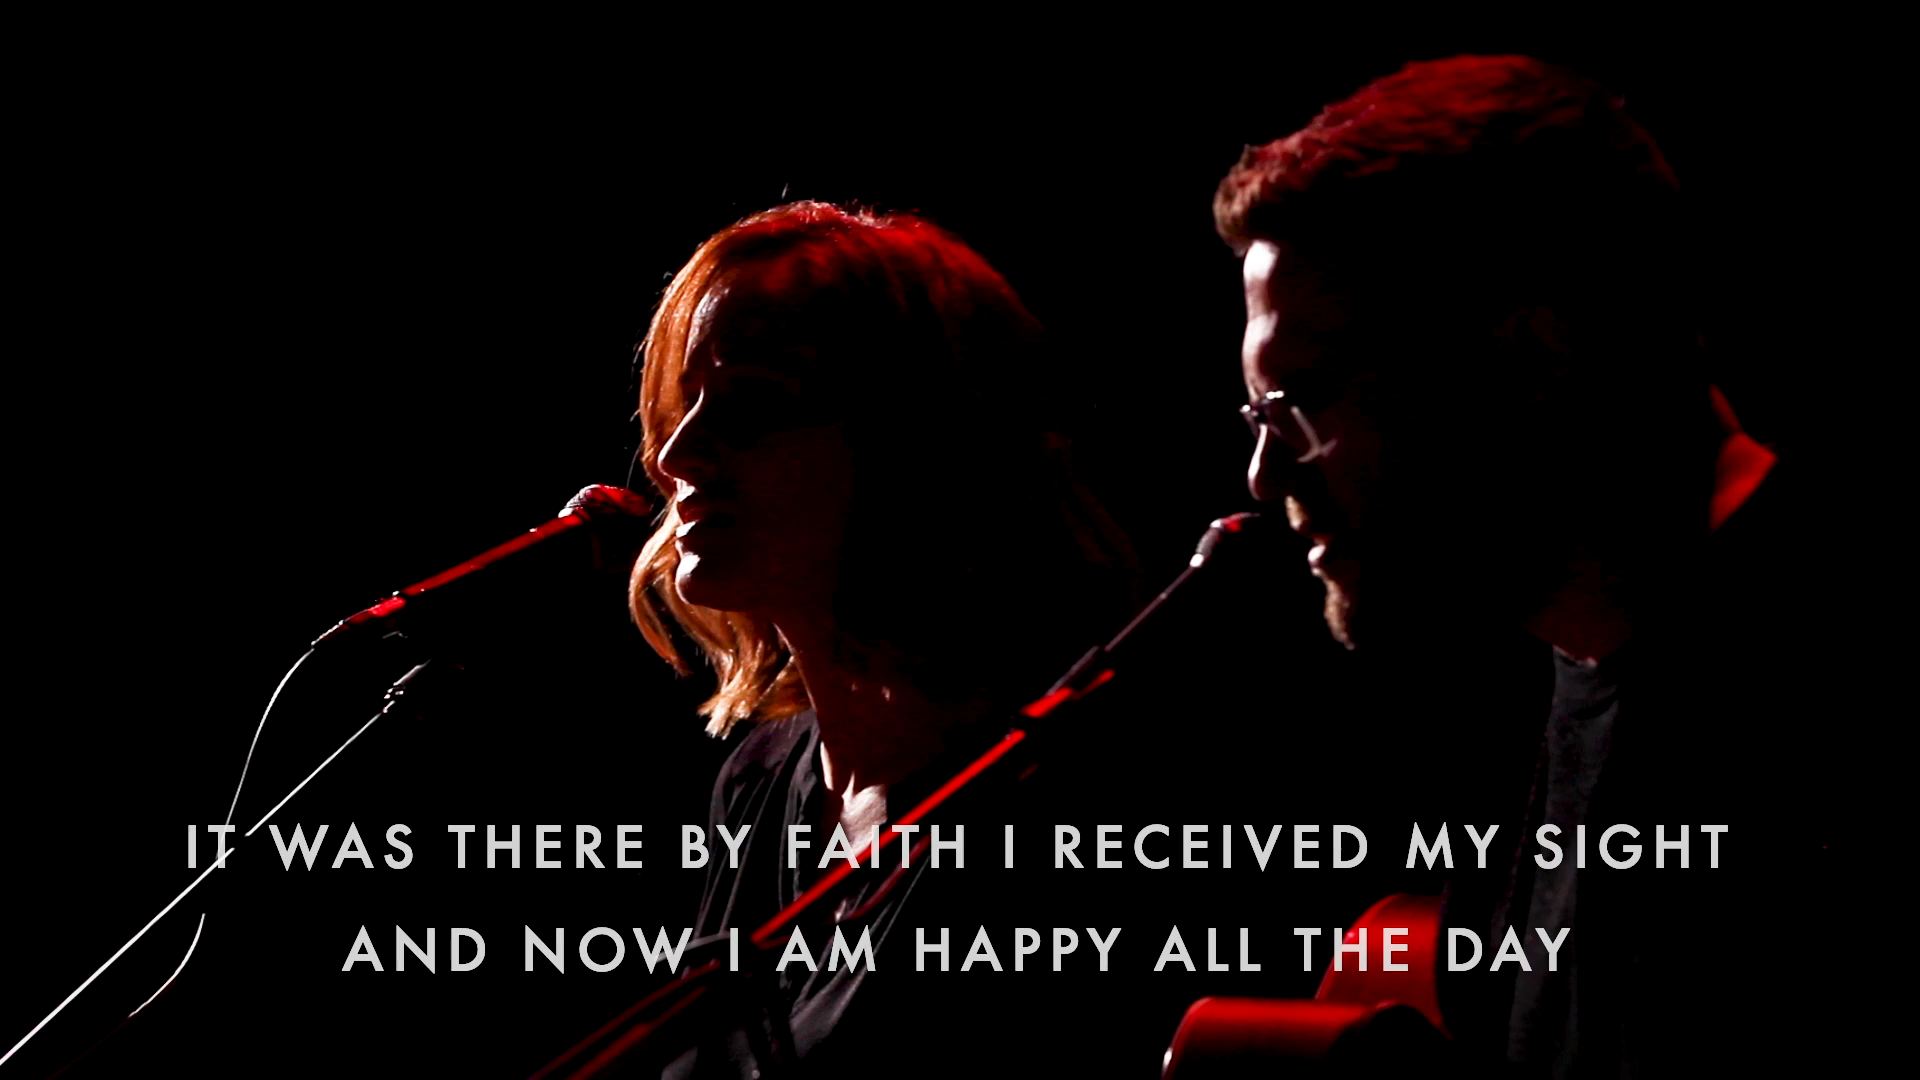 IT WAS THERE BY FAITH I RECEIVED MY SIGHT
AND NOW I AM HAPPY ALL THE DAY